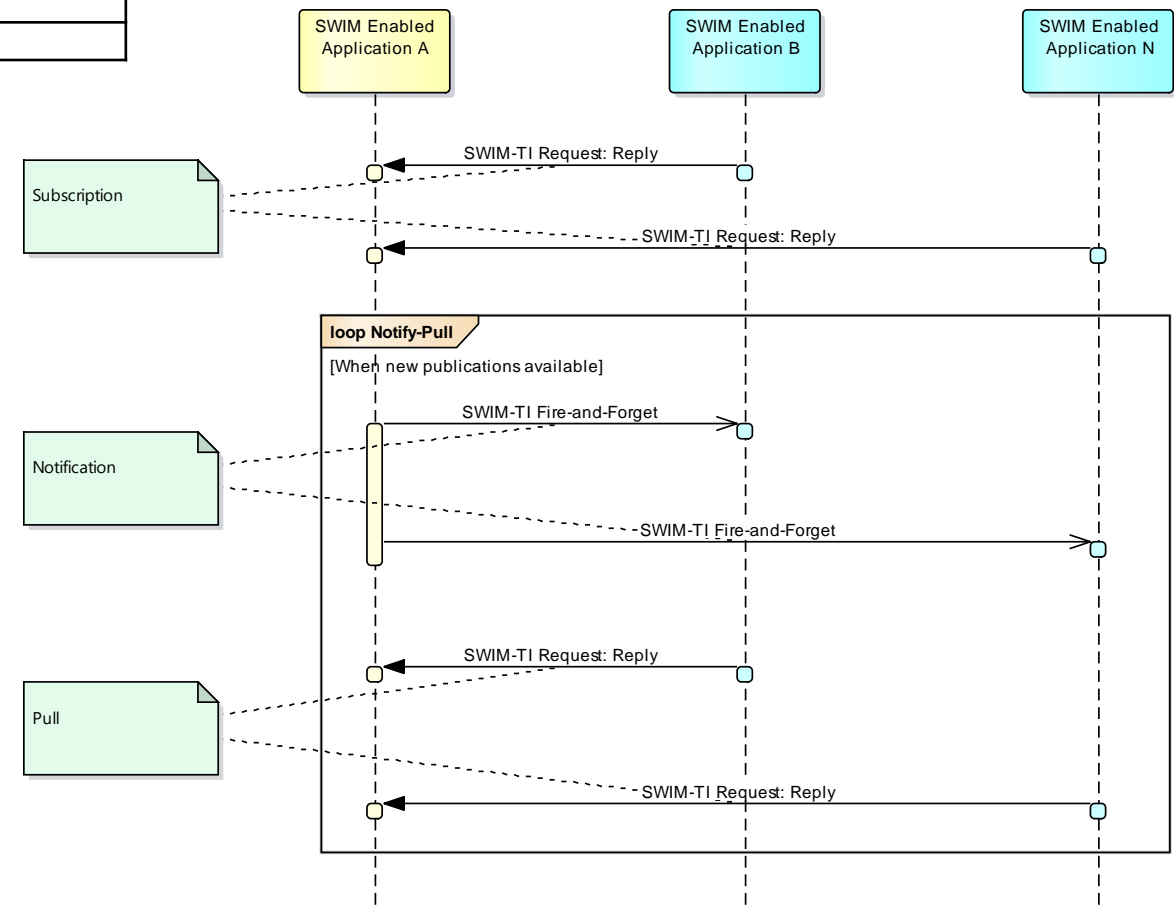 SWIM Enabled
Application A
SWIM Enabled
Application B
SWIM Enabled
Application N
SWIM-TI Request: Reply
Subscription
SWIM-TI Request: Reply
loop Notify-Pull
[When new publications available]
SWIM-TI Fire-and-Forget
Notification
SWIM-TI Fire-and-Forget
SWIM-TI Request: Reply
Pull
SWIM-TI Request: Reply